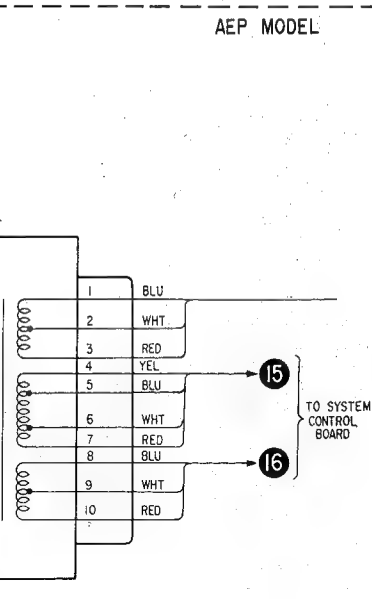 AEP MODEL
1 BLU
2 WHT
3 RED
4 YEL
5 BLU
15
6 WHT
7 RED
8 BLU
16
9 WHT
10 RED
TO SYSTEM
CONTROL
BOARD